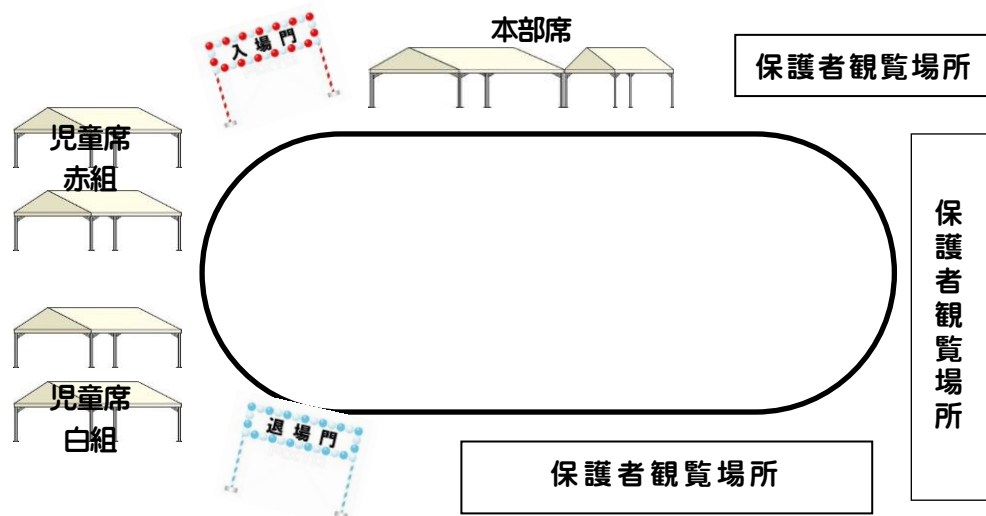 入場門
本部席
保護者観覧場所
児童席
赤組
保護者観覧場所
児童席
白組
退場門
保護者観覧場所